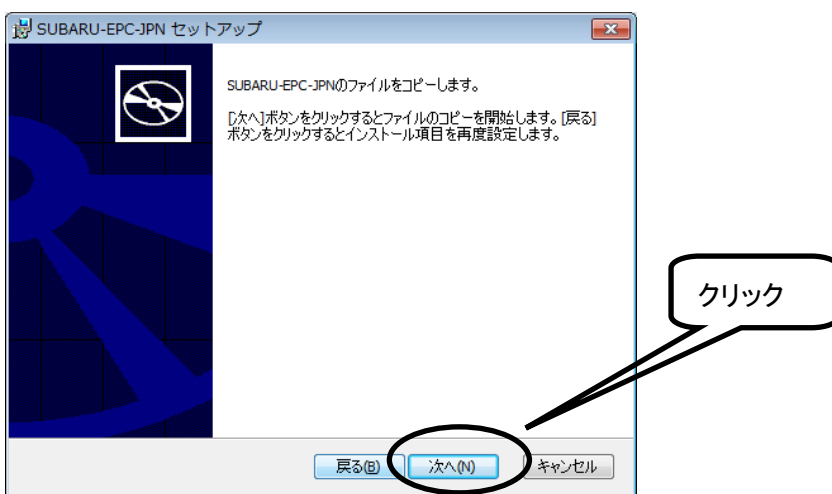 SUBARU-EPC-JPN セットアップ
SUBARU-EPC-JPNのファイルをコピーします。
[次へ]ボタンをクリックするとファイルのコピーを開始します。[戻る]
ボタンをクリックするとインストール項目を再度設定します。
クリック
戻る(B)
次へ(N)
キャンセル